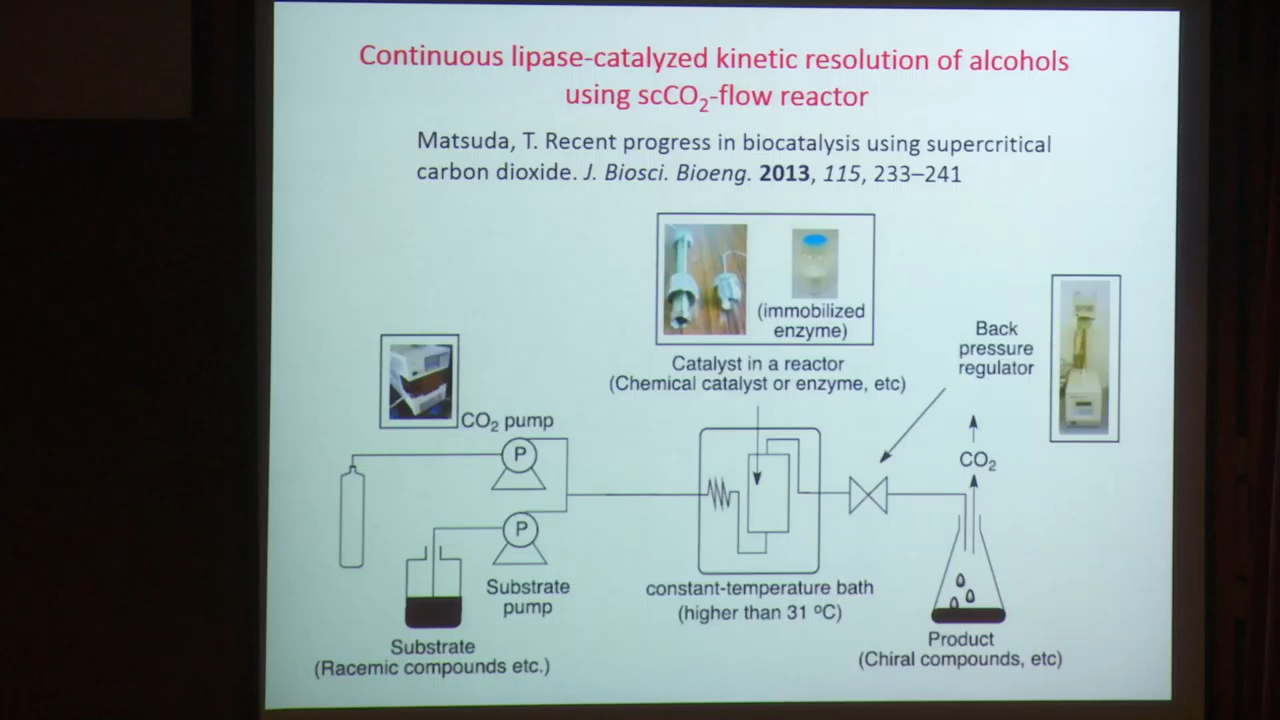 Continuous lipase-catalyzed kinetic resolution of alcohols
using scCO₂-flow reactor
Matsuda, T. Recent progress in biocatalysis using supercritical
carbon dioxide. J. Biosci. Bioeng. 2013, 115, 233–241
(immobilized
enzyme)
Catalyst in a reactor
(Chemical catalyst or enzyme, etc)
Back
pressure
regulator
CO₂ pump
P
CO₂
P
Substrate
pump
constant-temperature bath
(higher than 31 ºC)
Substrate
(Racemic compounds etc.)
Product
(Chiral compounds, etc)